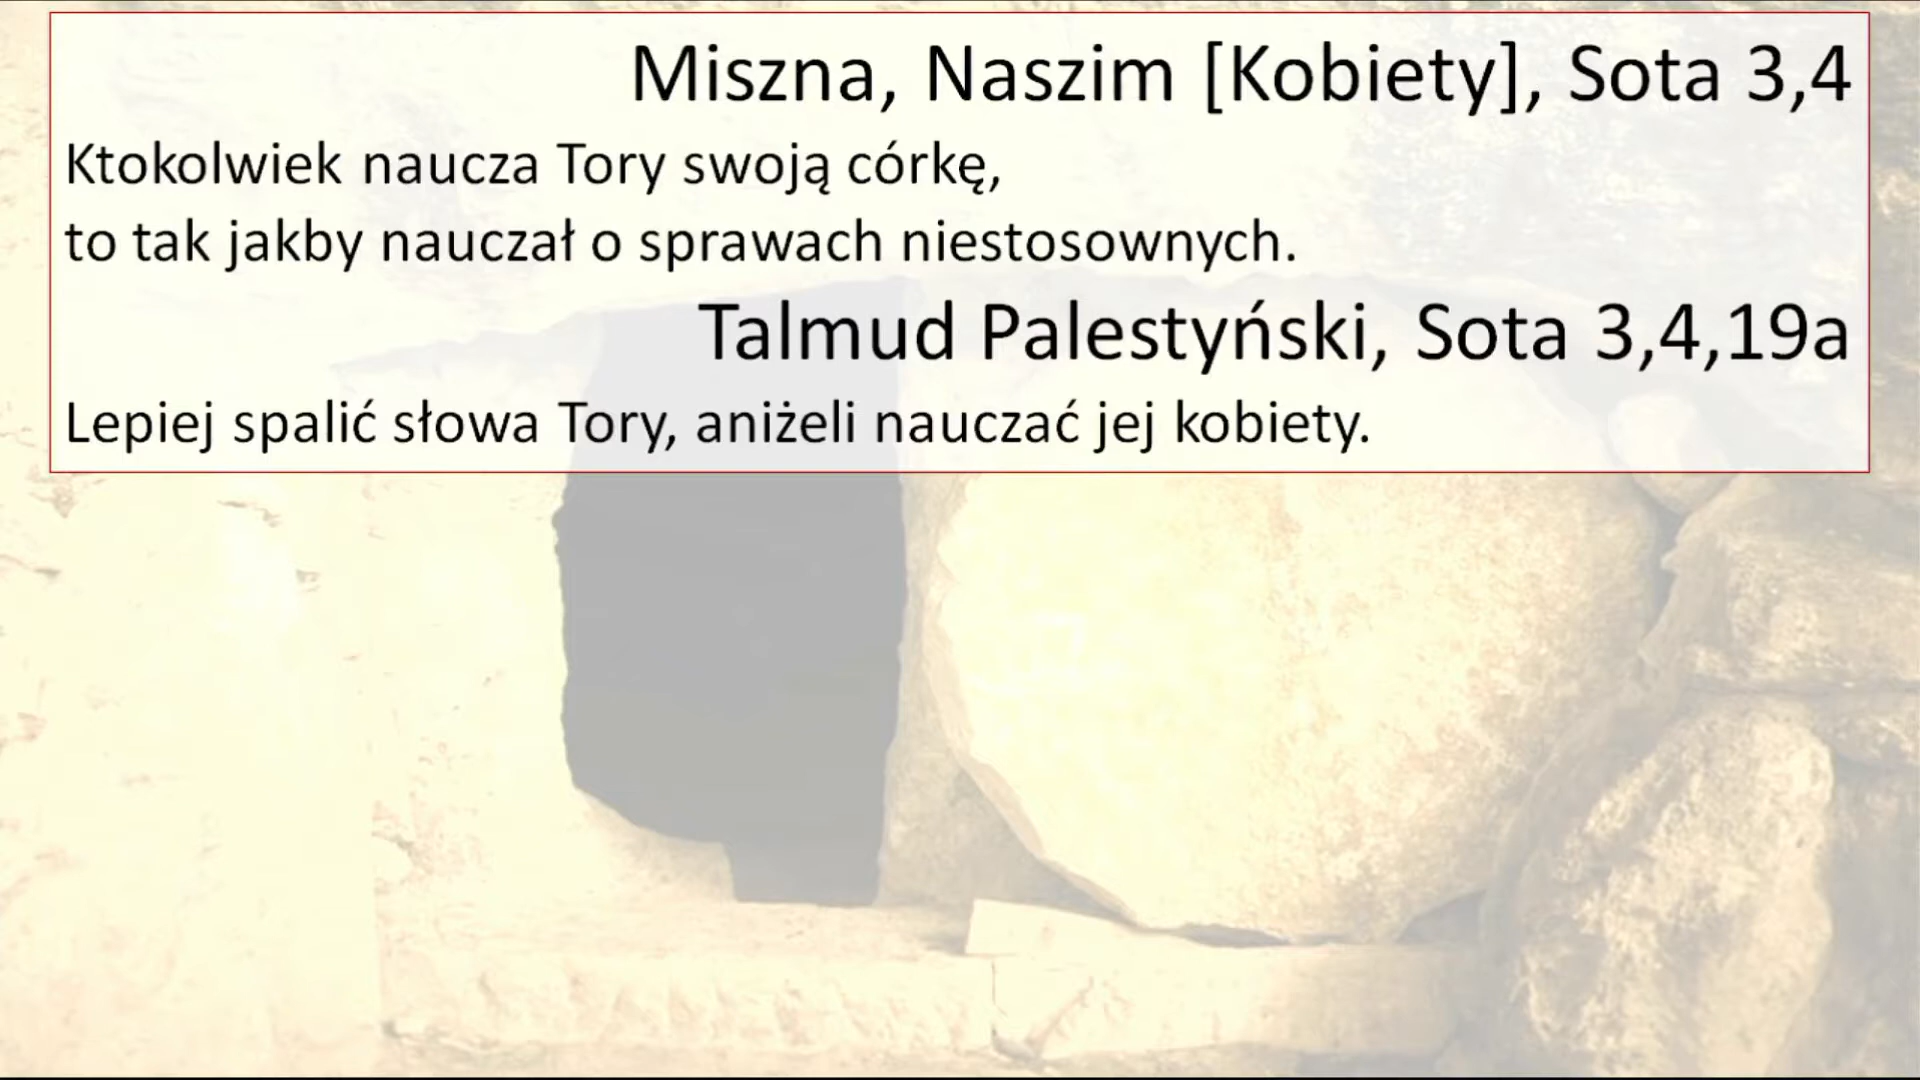 Miszna, Naszim [Kobiety], Sota 3,4
Ktokolwiek naucza Tory swoją córkę,
to tak jakby nauczał o sprawach niestosownych.
Talmud Palestyński, Sota 3,4,19a
Lepiej spalić słowa Tory, aniżeli nauczać jej kobiety.